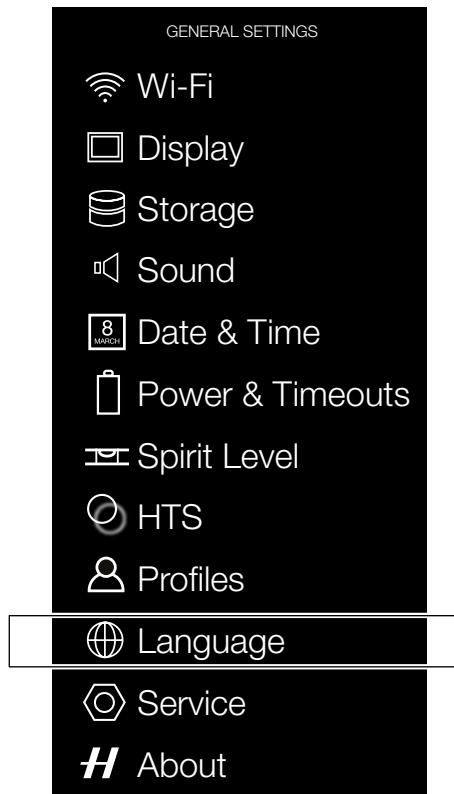 GENERAL SETTINGS
Wi-Fi
Display
Storage
Sound
8
MARCH
Date & Time
Power & Timeouts
Spirit Level
HTS
Profiles
Language
Service
H About